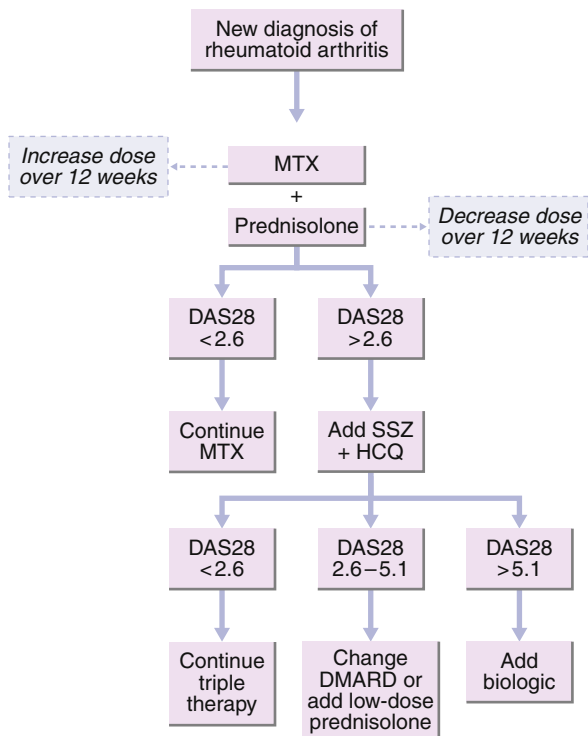 New diagnosis of
rheumatoid arthritis
Increase dose
over 12 weeks
MTX
+
Prednisolone
Decrease dose
over 12 weeks
DAS28
<2.6
DAS28
>2.6
Continue
MTX
Add SSZ
+ HCQ
DAS28
<2.6
DAS28
2.6–5.1
DAS28
>5.1
Continue
triple
therapy
Change
DMARD or
add low-dose
prednisolone
Add
biologic